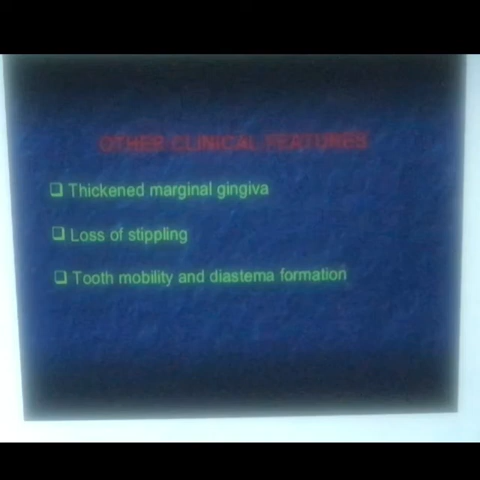 OTHER CLINICAL FEATURES
❑ Thickened marginal gingiva
❑ Loss of stippling
❑ Tooth mobility and diastema formation